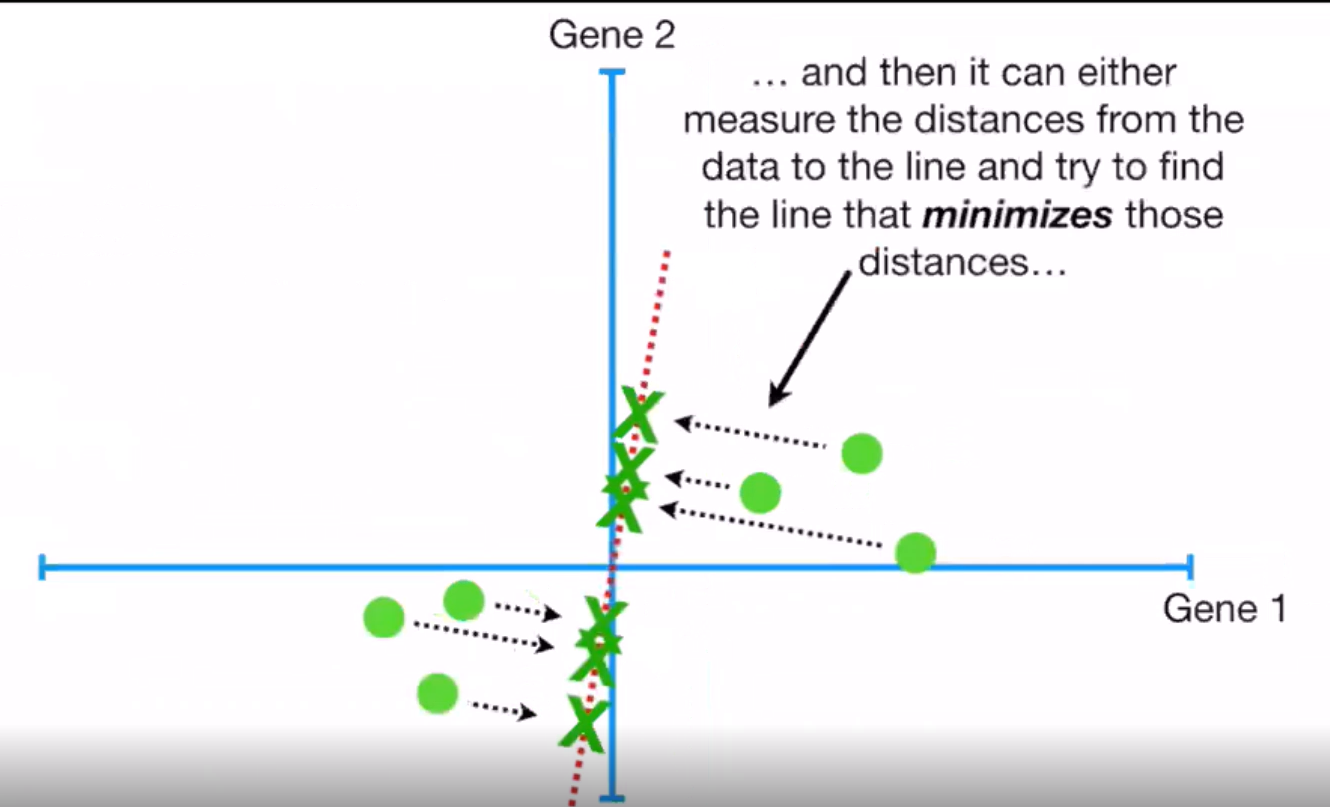 Gene 2
… and then it can either
measure the distances from the
data to the line and try to find
the line that minimizes those
distances…
Gene 1